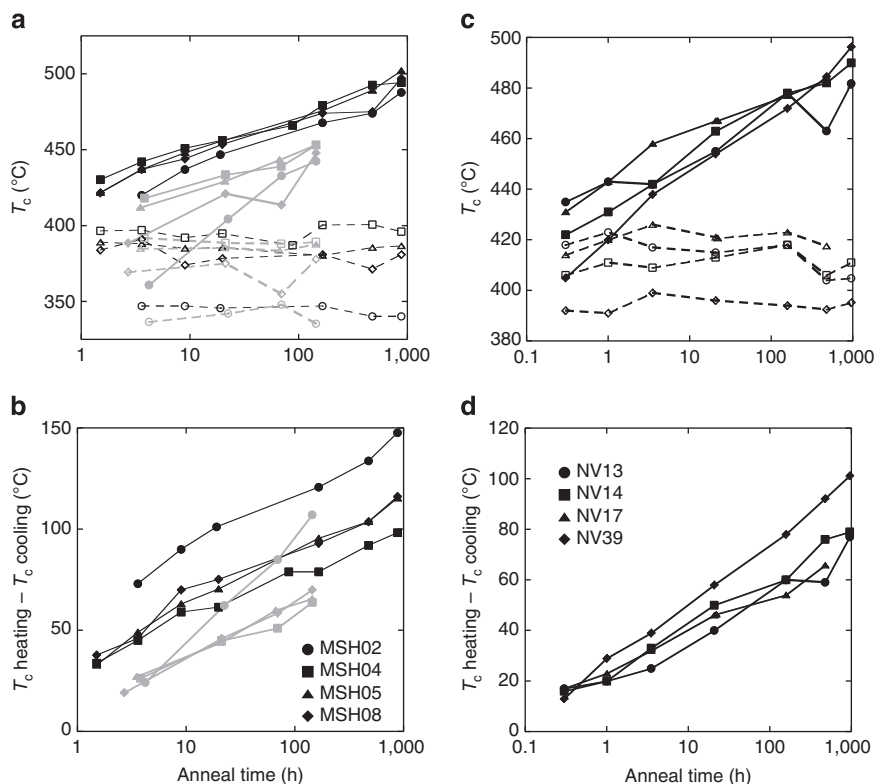 a
500
450
400
350
T_c (°C)
1
10
100
1,000
c
500
480
460
440
420
400
380
T_c (°C)
0.1
1
10
100
1,000
b
150
100
50
0
T_c heating – T_c cooling (°C)
MSH02
MSH04
MSH05
MSH08
1
10
100
1,000
Anneal time (h)
d
120
100
80
60
40
20
0
T_c heating – T_c cooling (°C)
NV13
NV14
NV17
NV39
0.1
1
10
100
1,000
Anneal time (h)